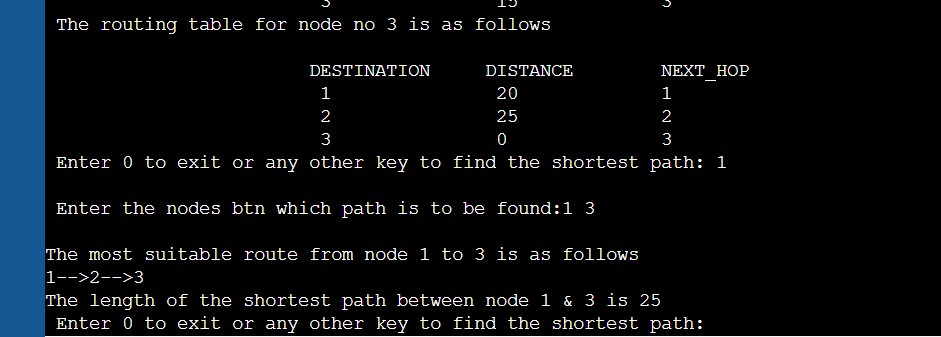 3 15 3
The routing table for node no 3 is as follows
DESTINATION DISTANCE NEXT_HOP
1 20 1
2 25 2
3 0 3
Enter 0 to exit or any other key to find the shortest path: 1
Enter the nodes btn which path is to be found:1 3
The most suitable route from node 1 to 3 is as follows
1-->2-->3
The length of the shortest path between node 1 & 3 is 25
Enter 0 to exit or any other key to find the shortest path: